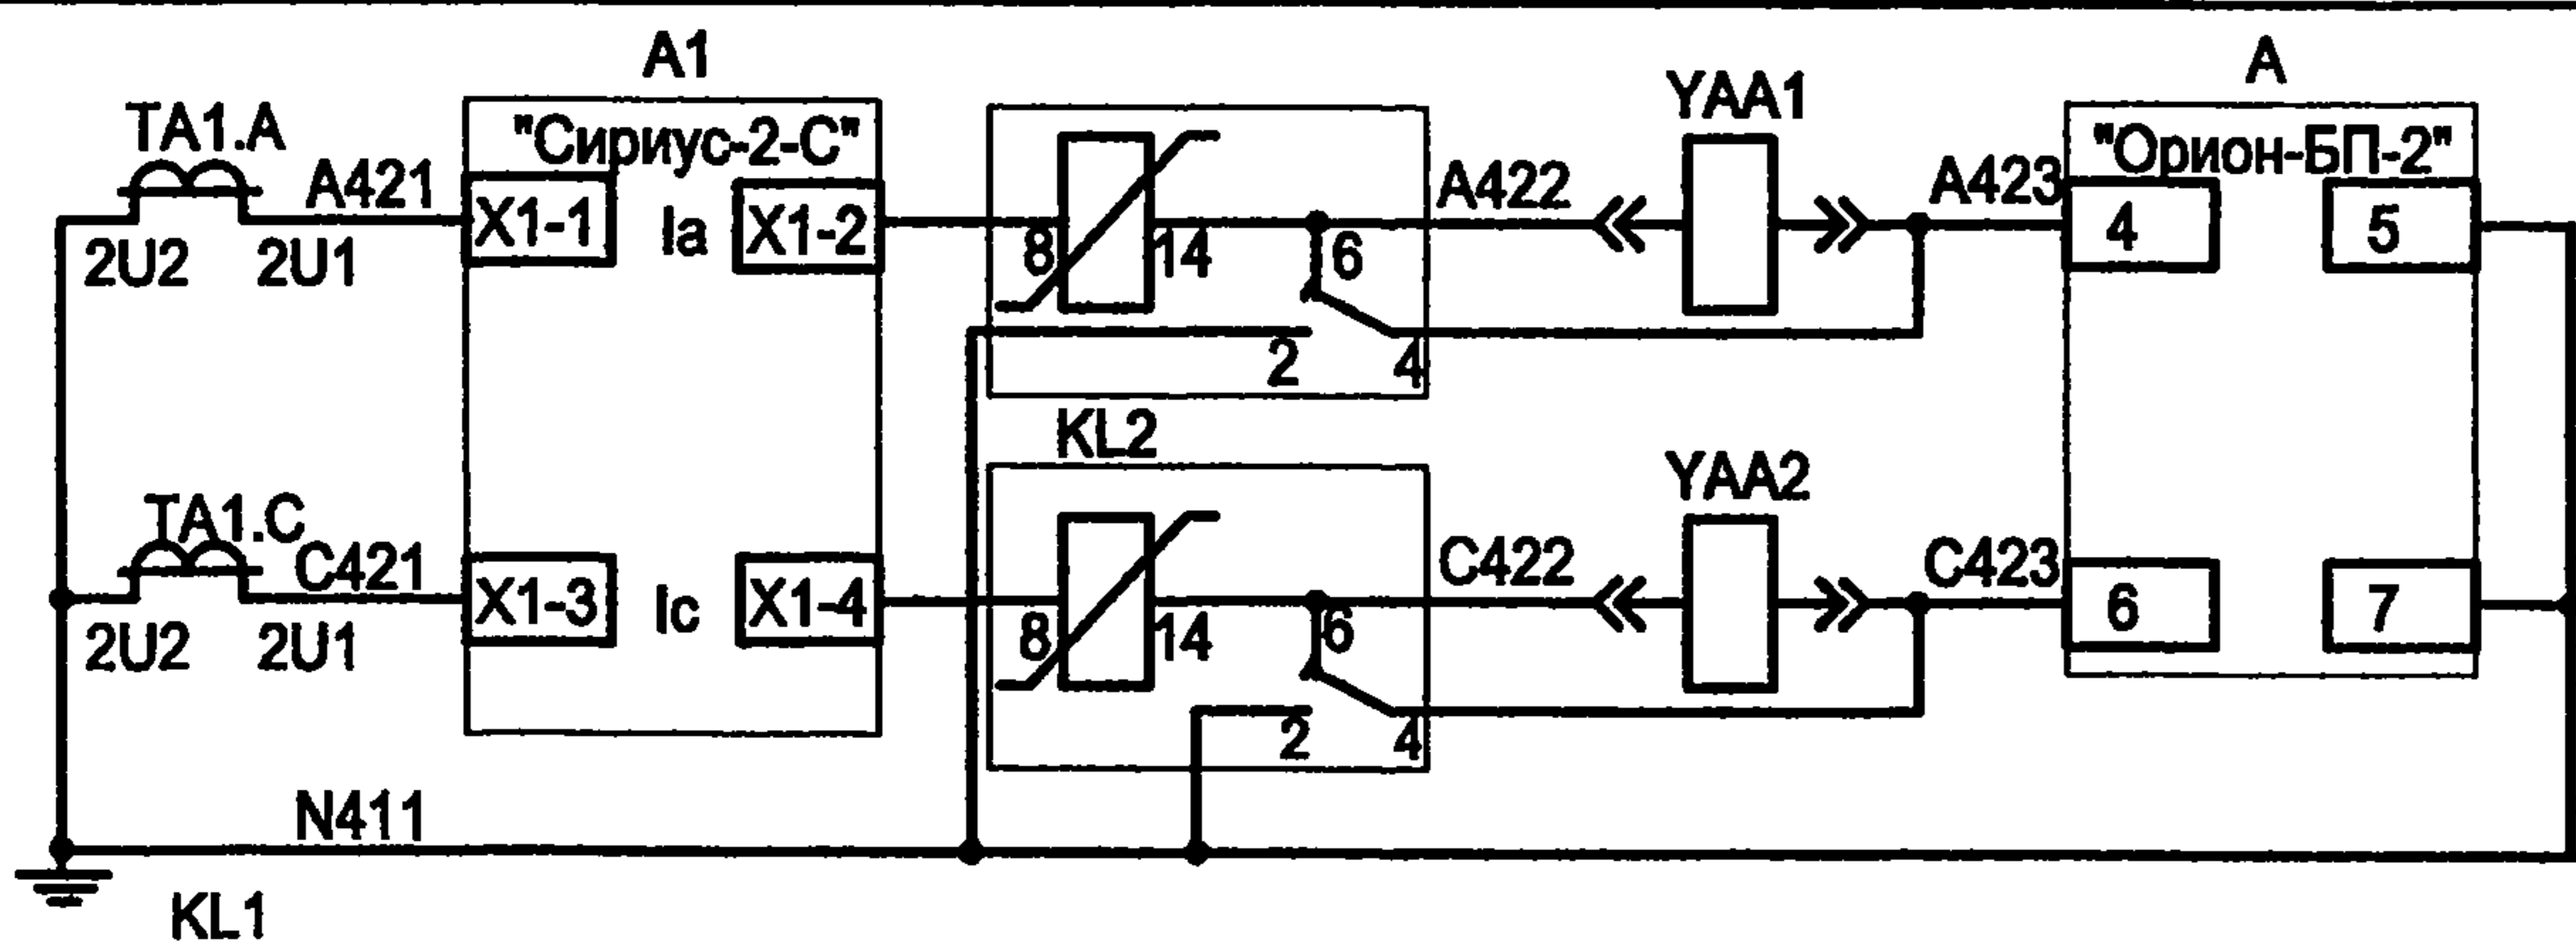 A1
A
TA1.A
A421
"Сириус-2-С"
YAA1
"Орион-БП-2"
2U2
2U1
X1-1
Ia
X1-2
8
14
6
A422
A423
4
5
2
4
KL2
TA1.C
C421
YAA2
2U2
2U1
X1-3
Ic
X1-4
8
14
6
C422
C423
6
7
2
4
N411
KL1